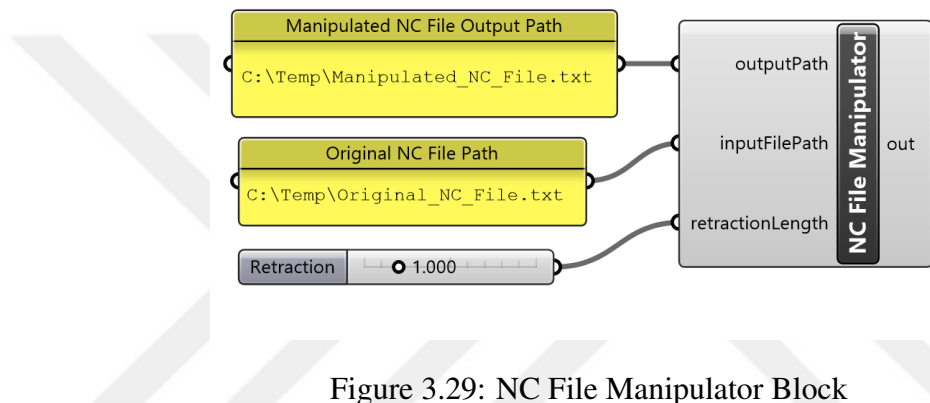 Manipulated NC File Output Path
C:\Temp\Manipulated_NC_File.txt
Original NC File Path
C:\Temp\Original_NC_File.txt
Retraction 1.000
outputPath
inputFilePath
retractionLength
NC File Manipulator
out
Figure 3.29: NC File Manipulator Block